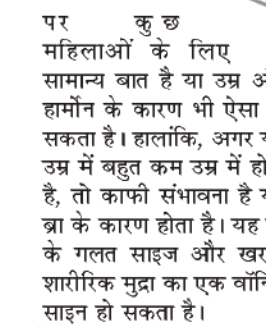 पर कुछ
महिलाओं के लिए
सामान्य बात है या उम्र
हार्मोन के कारण भी ऐसा
सकता है। हालांकि, अगर
उम्र में बहुत कम उम्र में हो
है, तो काफी संभावना है
ब्रा के कारण होता है। यह
के गलत साइज और खर
शारीरिक मुद्रा का एक वॉर्नि
साइन हो सकता है।